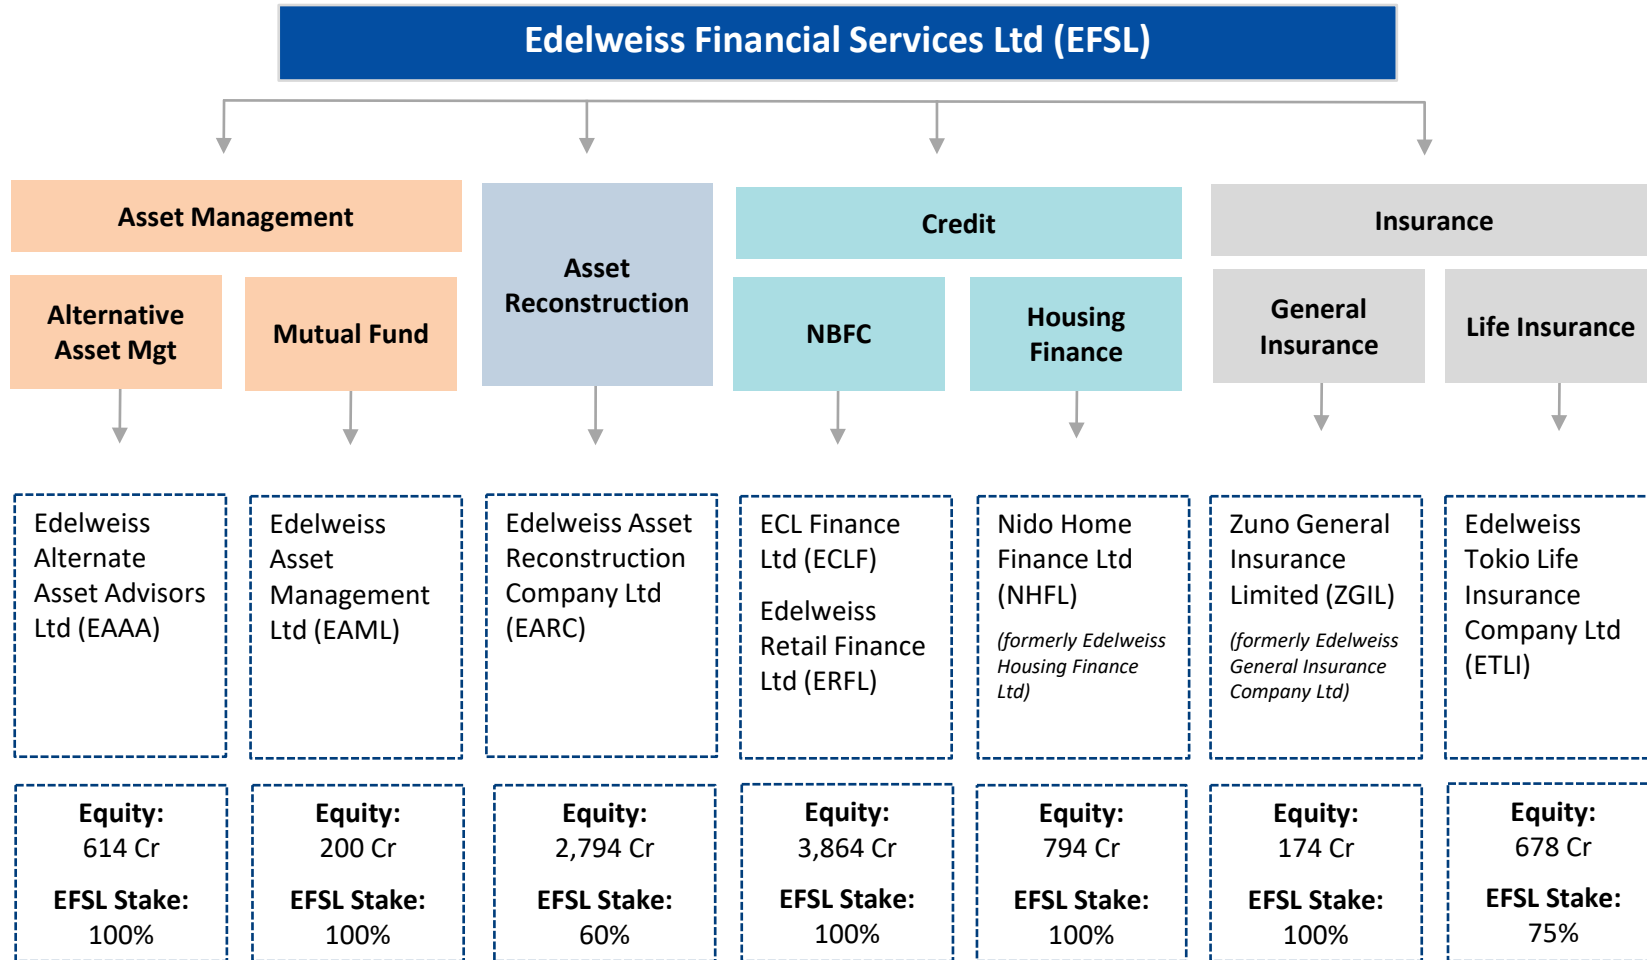 Edelweiss Financial Services Ltd (EFSL)
Asset Management
Asset
Reconstruction
Credit
Insurance
Alternative
Asset Mgt
Mutual Fund
NBFC
Housing
Finance
General
Insurance
Life Insurance
Edelweiss
Alternate
Asset Advisors
Ltd (EAAA)
Edelweiss
Asset
Management
Ltd (EAML)
Edelweiss Asset
Reconstruction
Company Ltd
(EARC)
ECL Finance
Ltd (ECLF)
Edelweiss
Retail Finance
Ltd (ERFL)
Nido Home
Finance Ltd
(NHFL)
(formerly Edelweiss
Housing Finance
Ltd)
Zuno General
Insurance
Limited (ZGIL)
(formerly Edelweiss
General Insurance
Company Ltd)
Edelweiss
Tokio Life
Insurance
Company Ltd
(ETLI)
Equity:
614 Cr
EFSL Stake:
100%
Equity:
200 Cr
EFSL Stake:
100%
Equity:
2,794 Cr
EFSL Stake:
60%
Equity:
3,864 Cr
EFSL Stake:
100%
Equity:
794 Cr
EFSL Stake:
100%
Equity:
174 Cr
EFSL Stake:
100%
Equity:
678 Cr
EFSL Stake:
75%